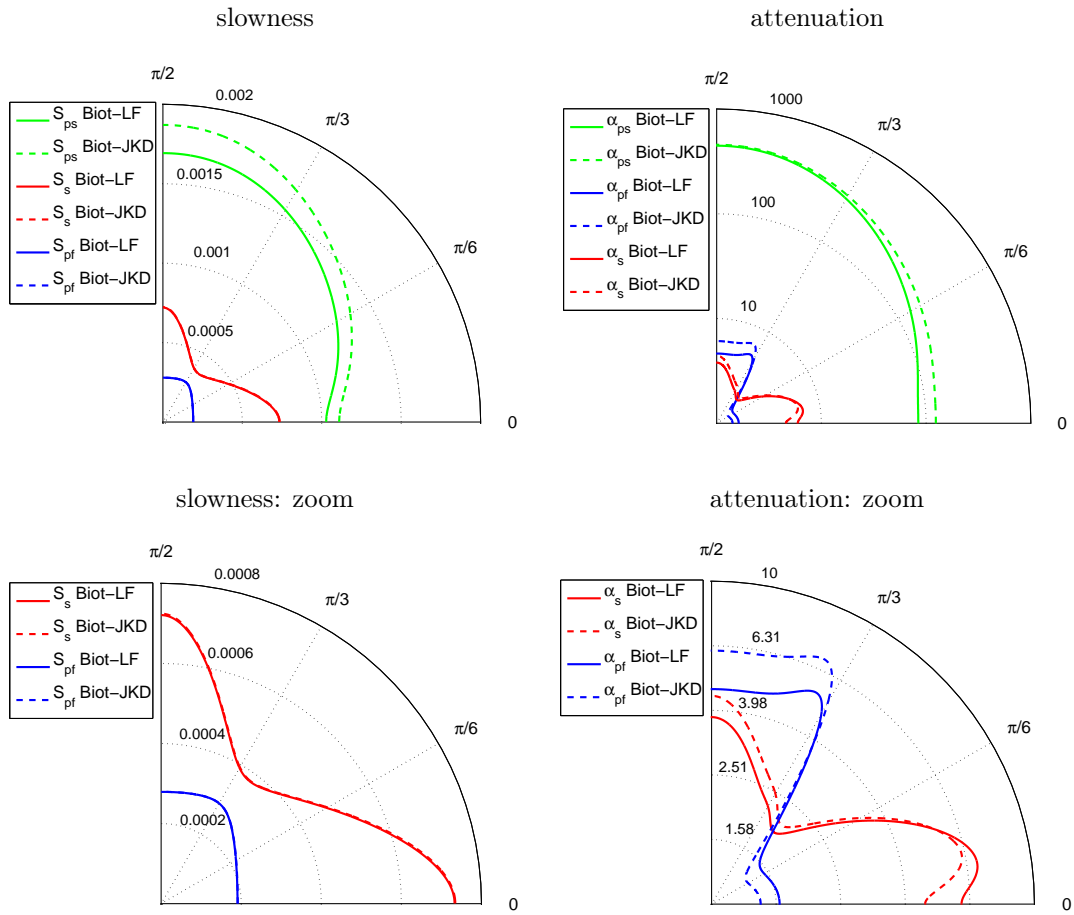 slowness
π/2
0.002
π/3
π/6
0
0.0015
0.001
0.0005
S_ps Biot−LF
S_ps Biot−JKD
S_s Biot−LF
S_s Biot−JKD
S_pf Biot−LF
S_pf Biot−JKD
attenuation
π/2
1000
π/3
π/6
0
100
10
α_ps Biot−LF
α_ps Biot−JKD
α_pf Biot−LF
α_pf Biot−JKD
α_s Biot−LF
α_s Biot−JKD
slowness: zoom
π/2
0.0008
π/3
π/6
0
0.0006
0.0004
0.0002
S_s Biot−LF
S_s Biot−JKD
S_pf Biot−LF
S_pf Biot−JKD
attenuation: zoom
π/2
10
π/3
π/6
0
6.31
3.98
2.51
1.58
α_s Biot−LF
α_s Biot−JKD
α_pf Biot−LF
α_pf Biot−JKD